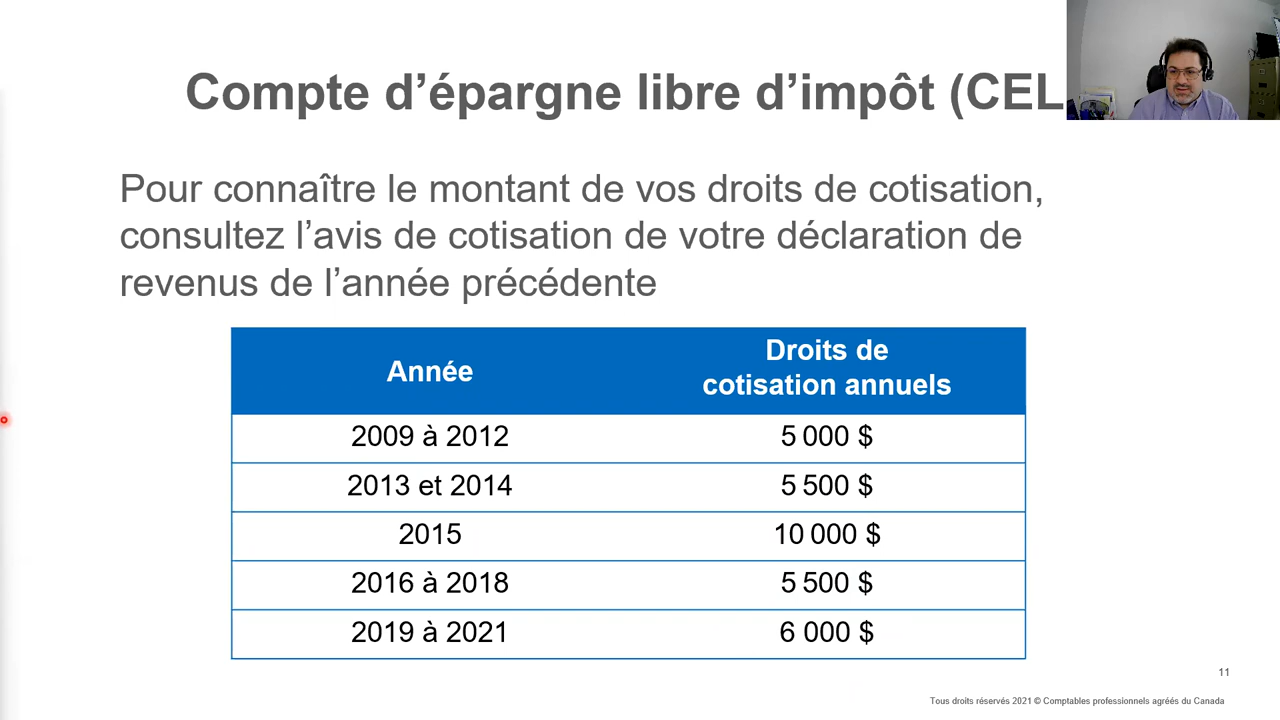 Compte d’épargne libre d’impôt (CEL
Pour connaître le montant de vos droits de cotisation,
consultez l’avis de cotisation de votre déclaration de
revenus de l’année précédente
Année
Droits de
cotisation annuels
2009 à 2012
5 000 $
2013 et 2014
5 500 $
2015
10 000 $
2016 à 2018
5 500 $
2019 à 2021
6 000 $
11
Tous droits réservés 2021 © Comptables professionnels agréés du Canada